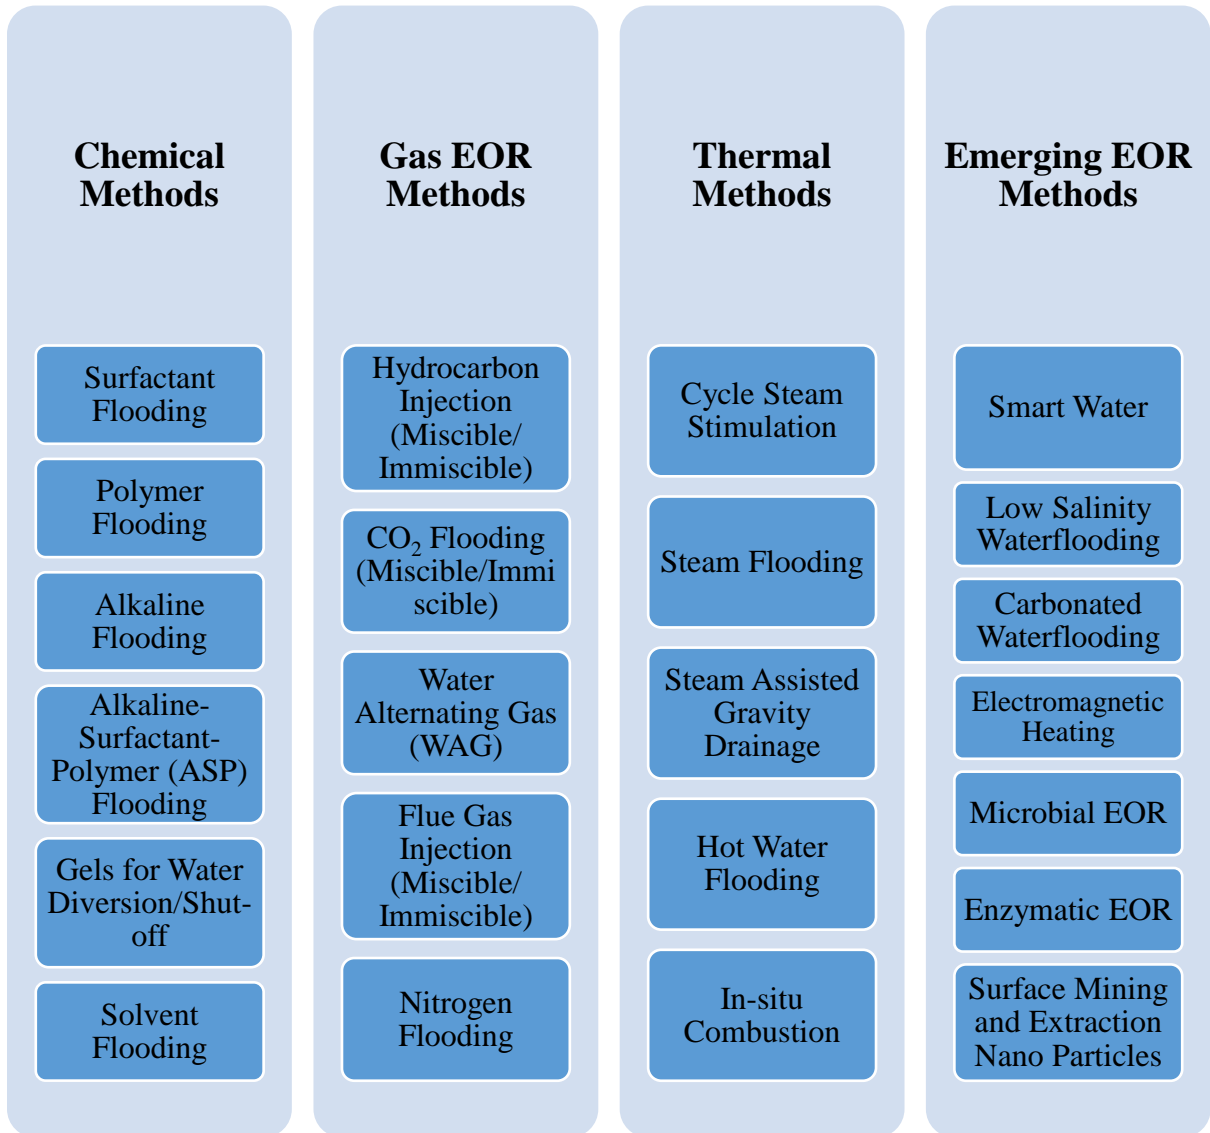 Chemical
Methods
Surfactant
Flooding
Polymer
Flooding
Alkaline
Flooding
Alkaline-
Surfactant-
Polymer (ASP)
Flooding
Gels for Water
Diversion/Shut-
off
Solvent
Flooding
Gas EOR
Methods
Hydrocarbon
Injection
(Miscible/
Immiscible)
CO₂ Flooding
(Miscible/Immi
scible)
Water
Alternating Gas
(WAG)
Flue Gas
Injection
(Miscible/
Immiscible)
Nitrogen
Flooding
Thermal
Methods
Cycle Steam
Stimulation
Steam Flooding
Steam Assisted
Gravity
Drainage
Hot Water
Flooding
In-situ
Combustion
Emerging EOR
Methods
Smart Water
Low Salinity
Waterflooding
Carbonated
Waterflooding
Electromagnetic
Heating
Microbial EOR
Enzymatic EOR
Surface Mining
and Extraction
Nano Particles